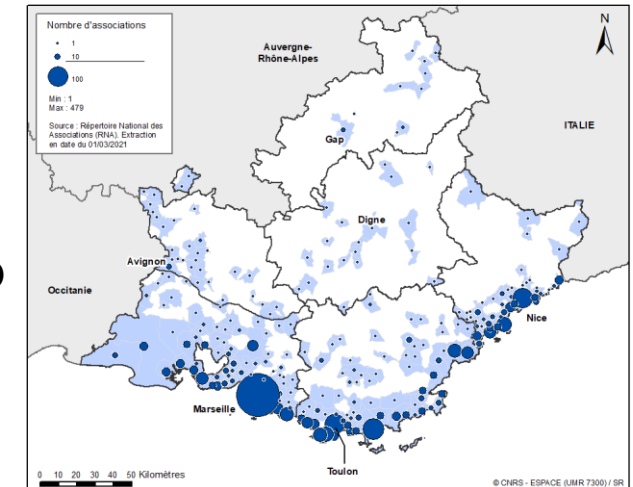 Nombre d'associations
1
10
100
Min : 1
Max : 479
Source : Répertoire National des
Associations (RNA). Extraction
en date du 01/03/2021
N
Auvergne-
Rhône-Alpes
ITALIE
Gap
Digne
Avignon
Occitanie
Nice
Marseille
Toulon
0 10 20 30 40 50 Kilomètres
© CNRS - ESPACE (UMR 7300) / SR
)